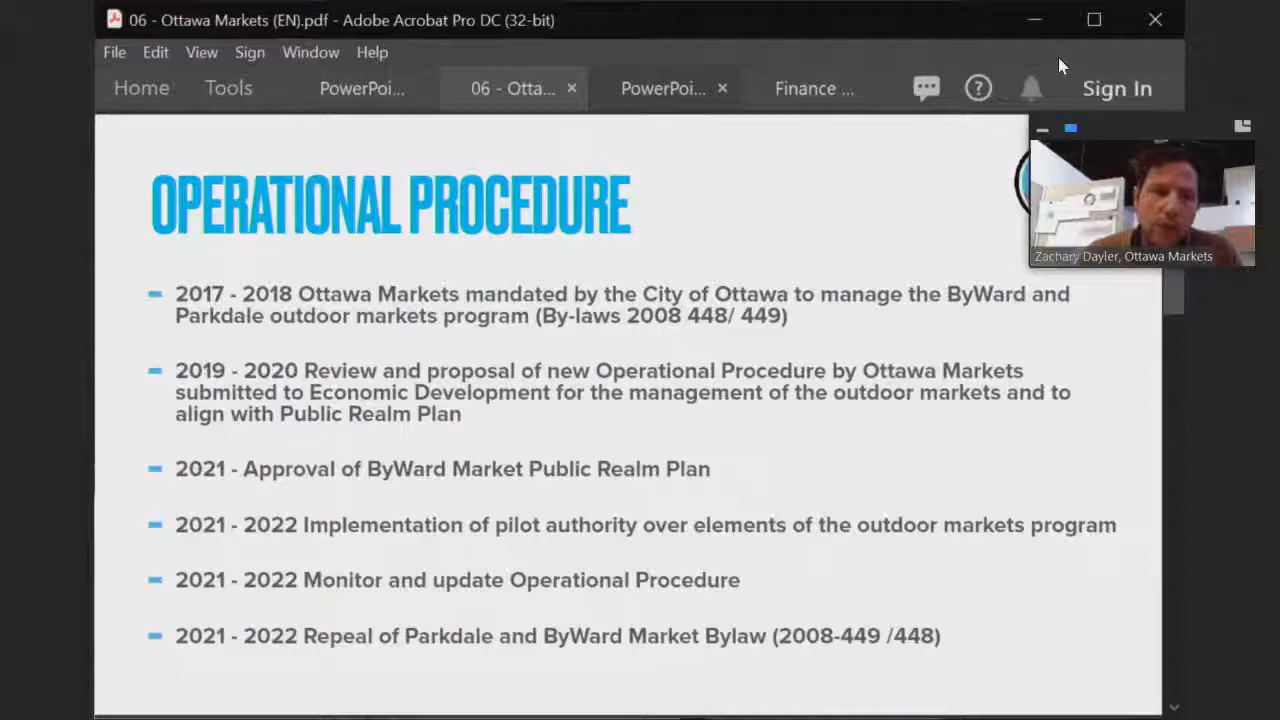 06 - Ottawa Markets (EN).pdf - Adobe Acrobat Pro DC (32-bit)
File Edit View Sign Window Help
Home Tools PowerPoi... 06 - Otta... × PowerPoi... × Finance ... Sign In
OPERATIONAL PROCEDURE
Zachary Dayler, Ottawa Markets
2017 - 2018 Ottawa Markets mandated by the City of Ottawa to manage the ByWard and
Parkdale outdoor markets program (By-laws 2008 448/ 449)
2019 - 2020 Review and proposal of new Operational Procedure by Ottawa Markets
submitted to Economic Development for the management of the outdoor markets and to
align with Public Realm Plan
2021 - Approval of ByWard Market Public Realm Plan
2021 - 2022 Implementation of pilot authority over elements of the outdoor markets program
2021 - 2022 Monitor and update Operational Procedure
2021 - 2022 Repeal of Parkdale and ByWard Market Bylaw (2008-449 /448)